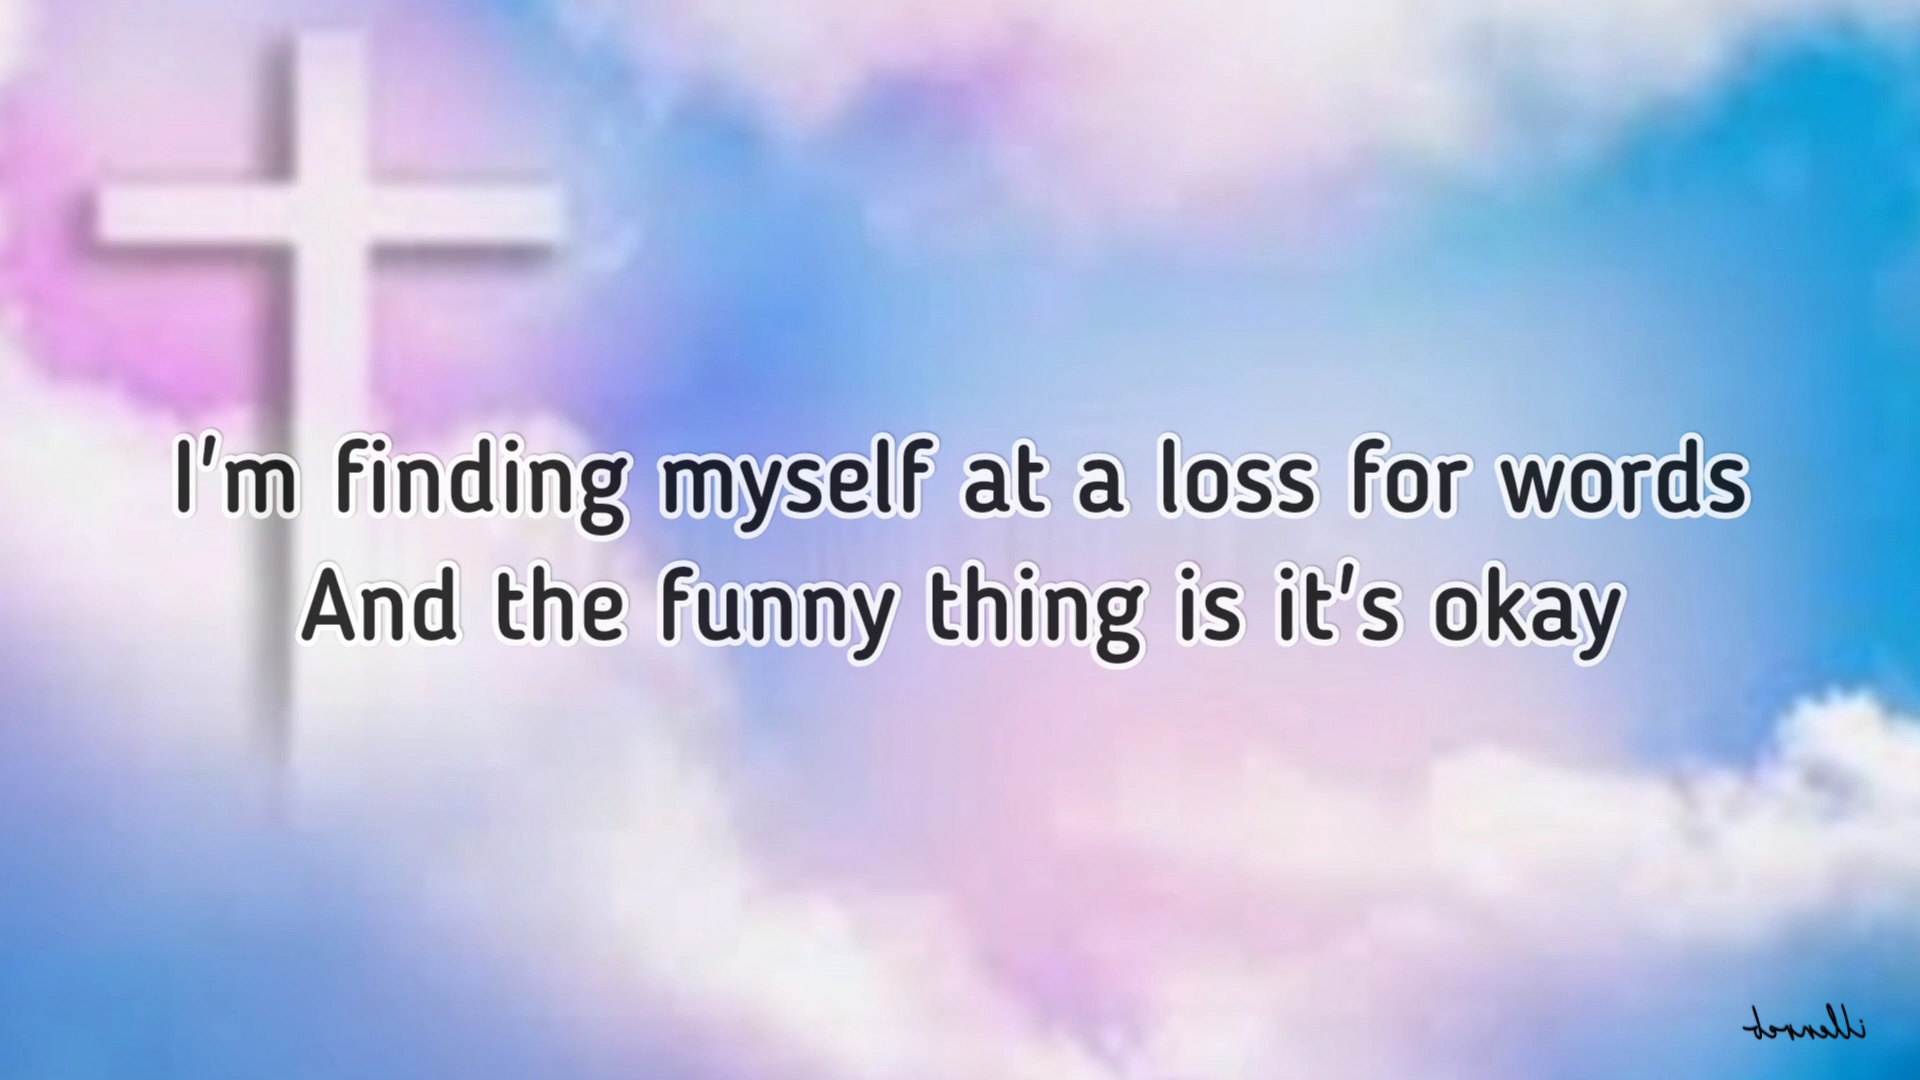 I'm finding myself at a loss for words
And the funny thing is it's okay